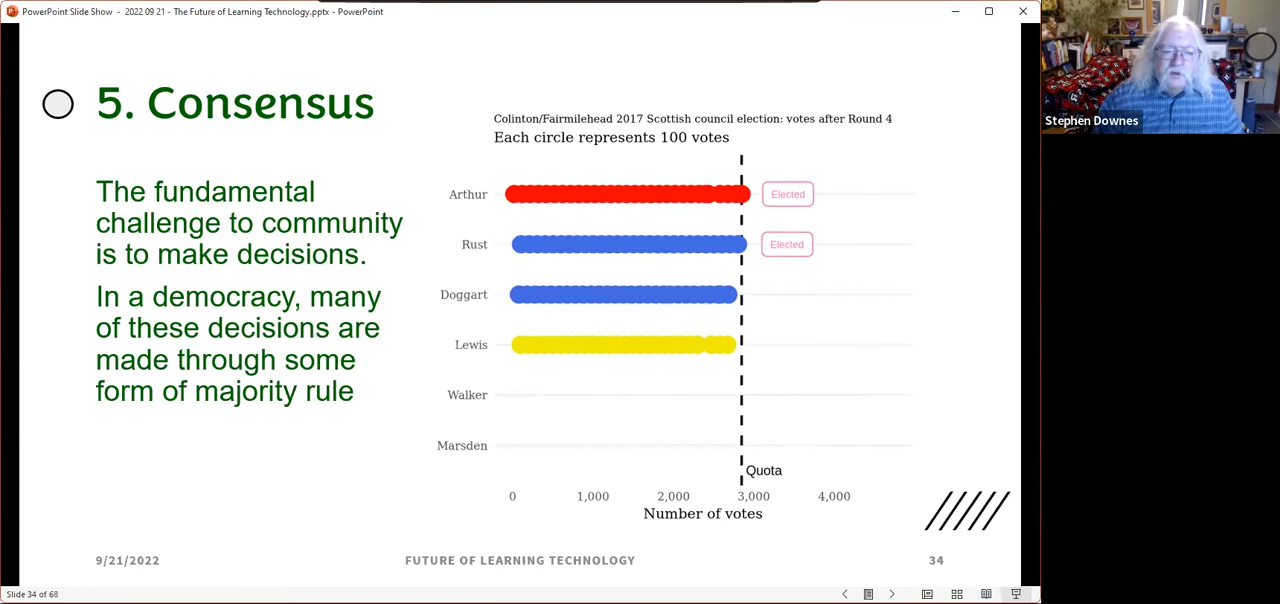 PowerPoint Slide Show - 2022 09 21 - The Future of Learning Technology.pptx - PowerPoint
5. Consensus
The fundamental
challenge to community
is to make decisions.
In a democracy, many
of these decisions are
made through some
form of majority rule
Colinton/Fairmilehead 2017 Scottish council election: votes after Round 4
Each circle represents 100 votes
Arthur
Elected
Rust
Elected
Doggart
Lewis
Walker
Marsden
Quota
0 1,000 2,000 3,000 4,000
Number of votes
9/21/2022 FUTURE OF LEARNING TECHNOLOGY 34
Slide 34 of 68
Stephen Downes